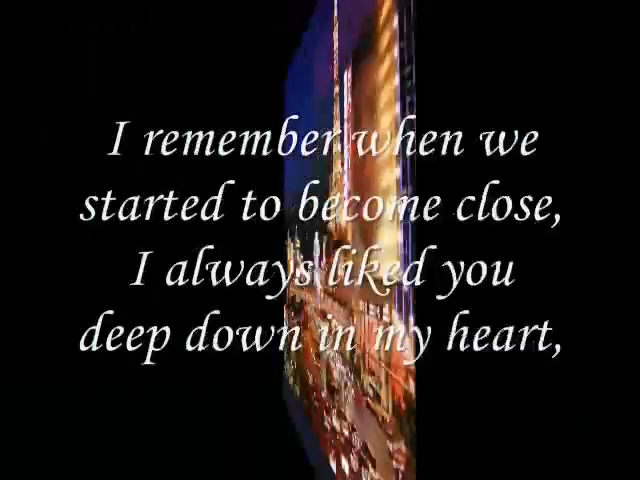 I remember when we
started to become close,
I always liked you
deep down in my heart,